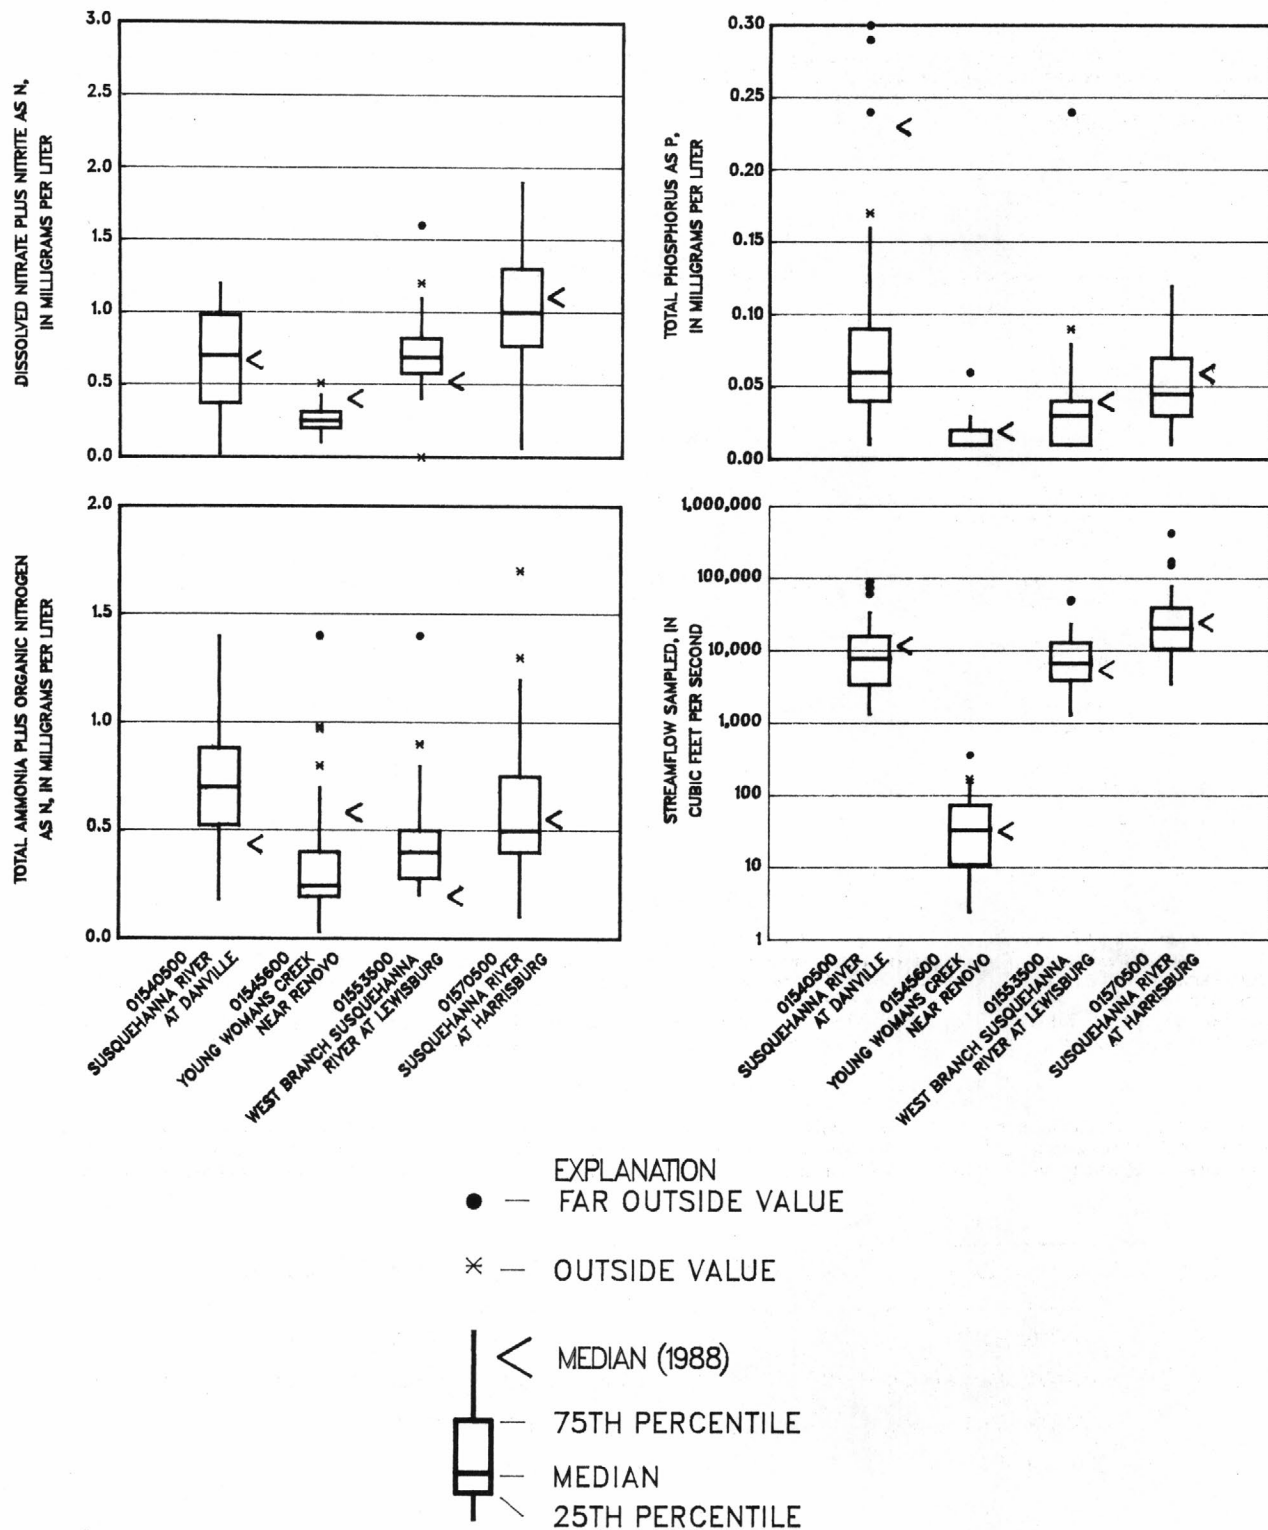 DISSOLVED NITRATE PLUS NITRITE AS N,
IN MILLIGRAMS PER LITER
3.0
2.5
2.0
1.5
1.0
0.5
0.0
TOTAL PHOSPHORUS AS P,
IN MILLIGRAMS PER LITER
0.30
0.25
0.20
0.15
0.10
0.05
0.00
TOTAL AMMONIA PLUS ORGANIC NITROGEN
AS N, IN MILLIGRAMS PER LITER
2.0
1.5
1.0
0.5
0.0
01540500
SUSQUEHANNA RIVER
AT DANVILLE
01545600
YOUNG WOMANS CREEK
NEAR RENOVO
01553500
WEST BRANCH SUSQUEHANNA
RIVER AT LEWISBURG
01570500
SUSQUEHANNA RIVER
AT HARRISBURG
STREAMFLOW SAMPLED, IN
CUBIC FEET PER SECOND
1,000,000
100,000
10,000
1,000
100
10
1
01540500
SUSQUEHANNA RIVER
AT DANVILLE
01545600
YOUNG WOMANS CREEK
NEAR RENOVO
01553500
WEST BRANCH SUSQUEHANNA
RIVER AT LEWISBURG
01570500
SUSQUEHANNA RIVER
AT HARRISBURG
EXPLANATION
FAR OUTSIDE VALUE
OUTSIDE VALUE
MEDIAN (1988)
75TH PERCENTILE
MEDIAN
25TH PERCENTILE